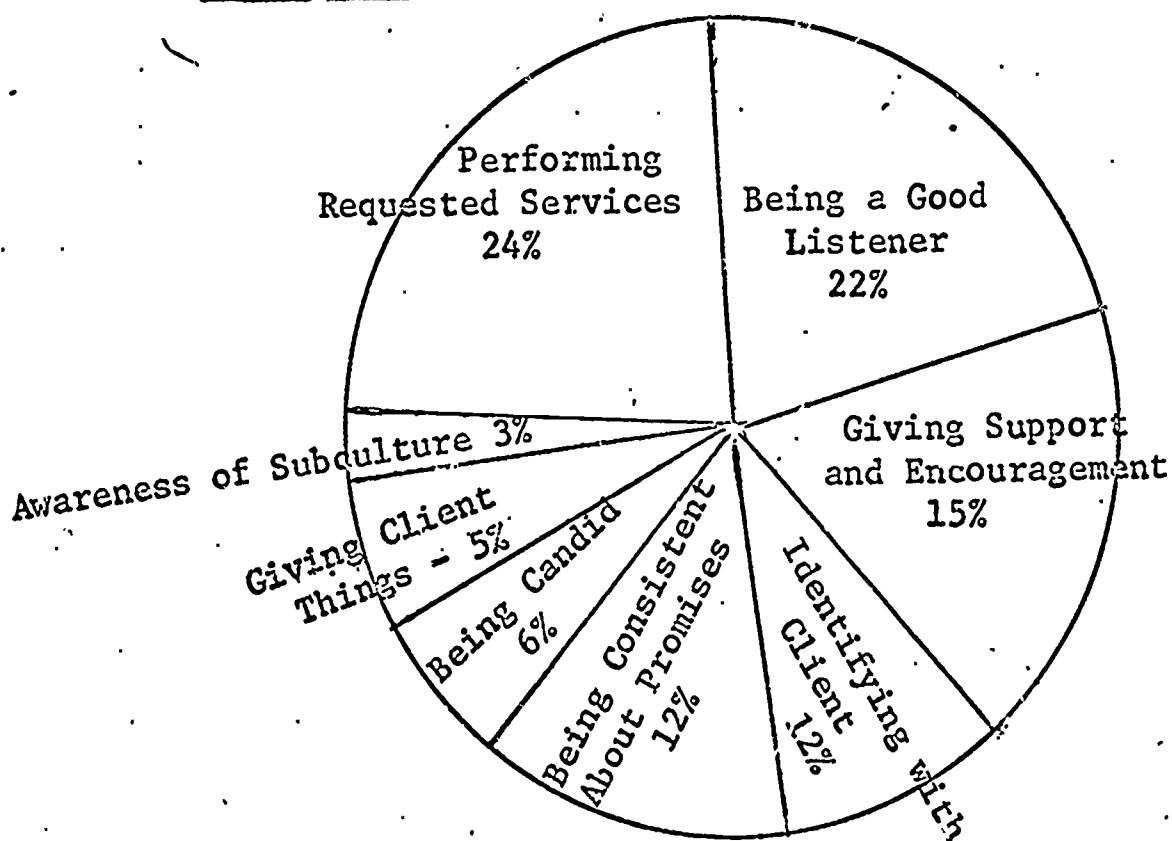 Performing
Requested Services
24%
Being a Good
Listener
22%
Giving Support
and Encouragement
15%
Identifying with
Client
12%
Being Consistent
About Promises
12%
Being Candid
6%
Giving Client
Things - 5%
Awareness of Subculture 3%